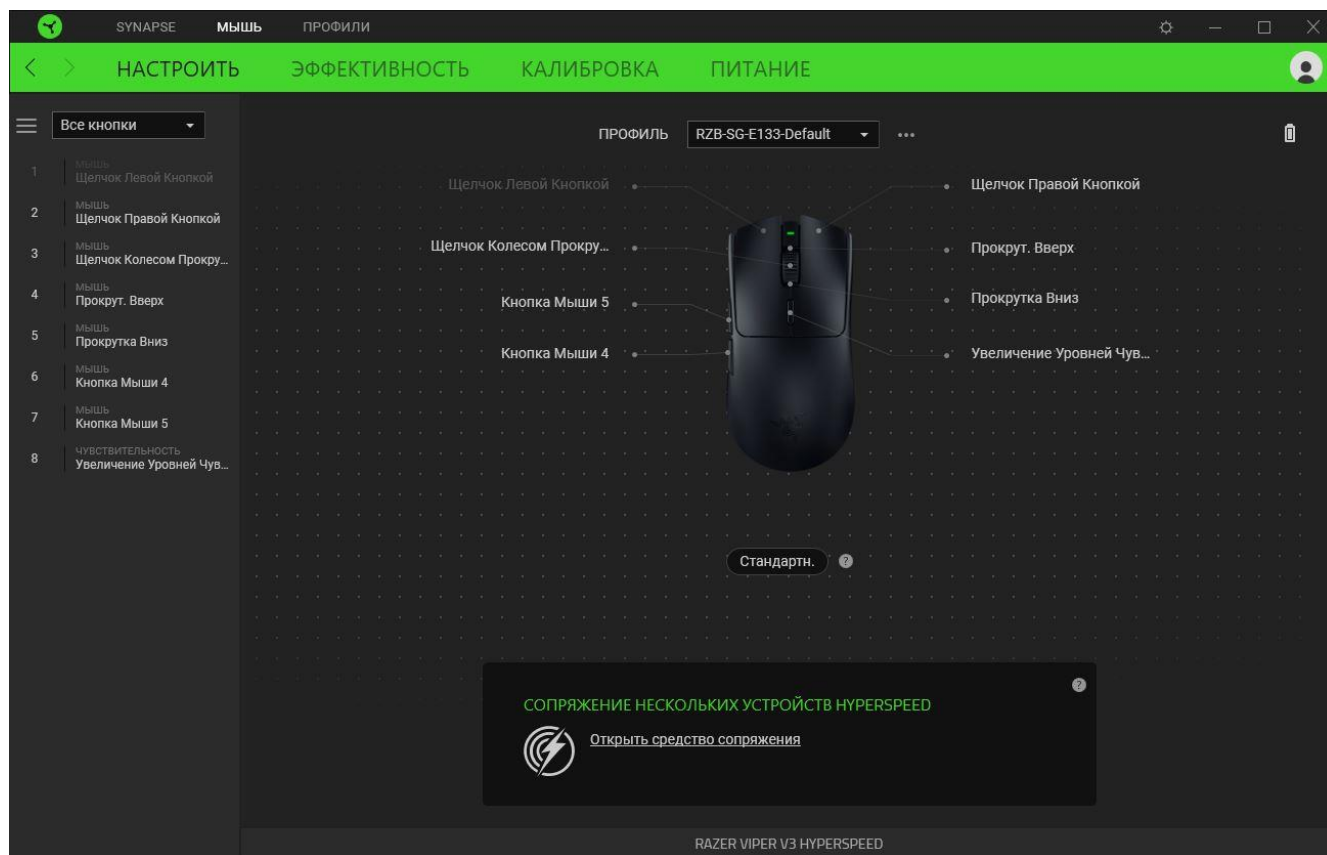 SYNAPSE МЫШЬ ПРОФИЛИ
НАСТРОИТЬ ЭФФЕКТИВНОСТЬ КАЛИБРОВКА ПИТАНИЕ
Все кнопки
ПРОФИЛЬ RZB-SG-E133-Default
1 МЫШЬ
Щелчок Левой Кнопкой
2 МЫШЬ
Щелчок Правой Кнопкой
3 МЫШЬ
Щелчок Колесом Прокру...
4 МЫШЬ
Прокрут. Вверх
5 МЫШЬ
Прокрутка Вниз
6 МЫШЬ
Кнопка Мыши 4
7 МЫШЬ
Кнопка Мыши 5
8 ЧУВСТВИТЕЛЬНОСТЬ
Увеличение Уровней Чув...
Щелчок Левой Кнопкой
Щелчок Колесом Прокру...
Кнопка Мыши 5
Кнопка Мыши 4
Щелчок Правой Кнопкой
Прокрут. Вверх
Прокрутка Вниз
Увеличение Уровней Чув...
Стандартн. ?
?
СОПРЯЖЕНИЕ НЕСКОЛЬКИХ УСТРОЙСТВ HYPERSPEED
Открыть средство сопряжения
RAZER VIPER V3 HYPERSPEED